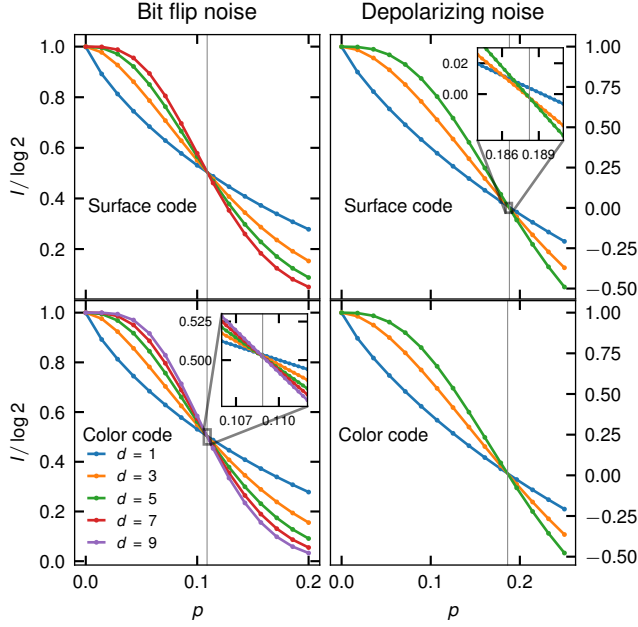 Bit flip noise
Depolarizing noise
1.0
0.8
0.6
0.4
0.2
I / log 2
Surface code
0.02
0.00
0.186
0.189
Surface code
1.00
0.75
0.50
0.25
0.00
−0.25
−0.50
1.0
0.8
0.6
0.4
0.2
0.0
I / log 2
0.525
0.500
0.107
0.110
Color code
d = 1
d = 3
d = 5
d = 7
d = 9
Color code
1.00
0.75
0.50
0.25
0.00
−0.25
−0.50
0.0
0.1
0.2
p
0.0
0.1
0.2
p